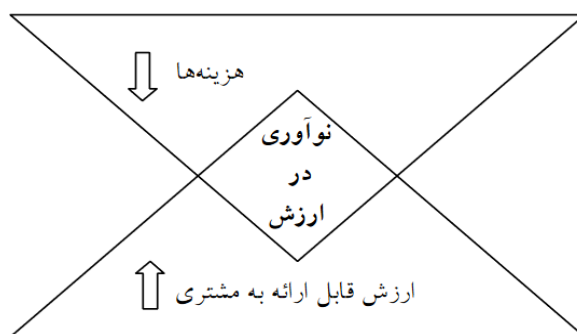 هزینه‌ها
نوآوری
در
ارزش
ارزش قابل ارائه به مشتری